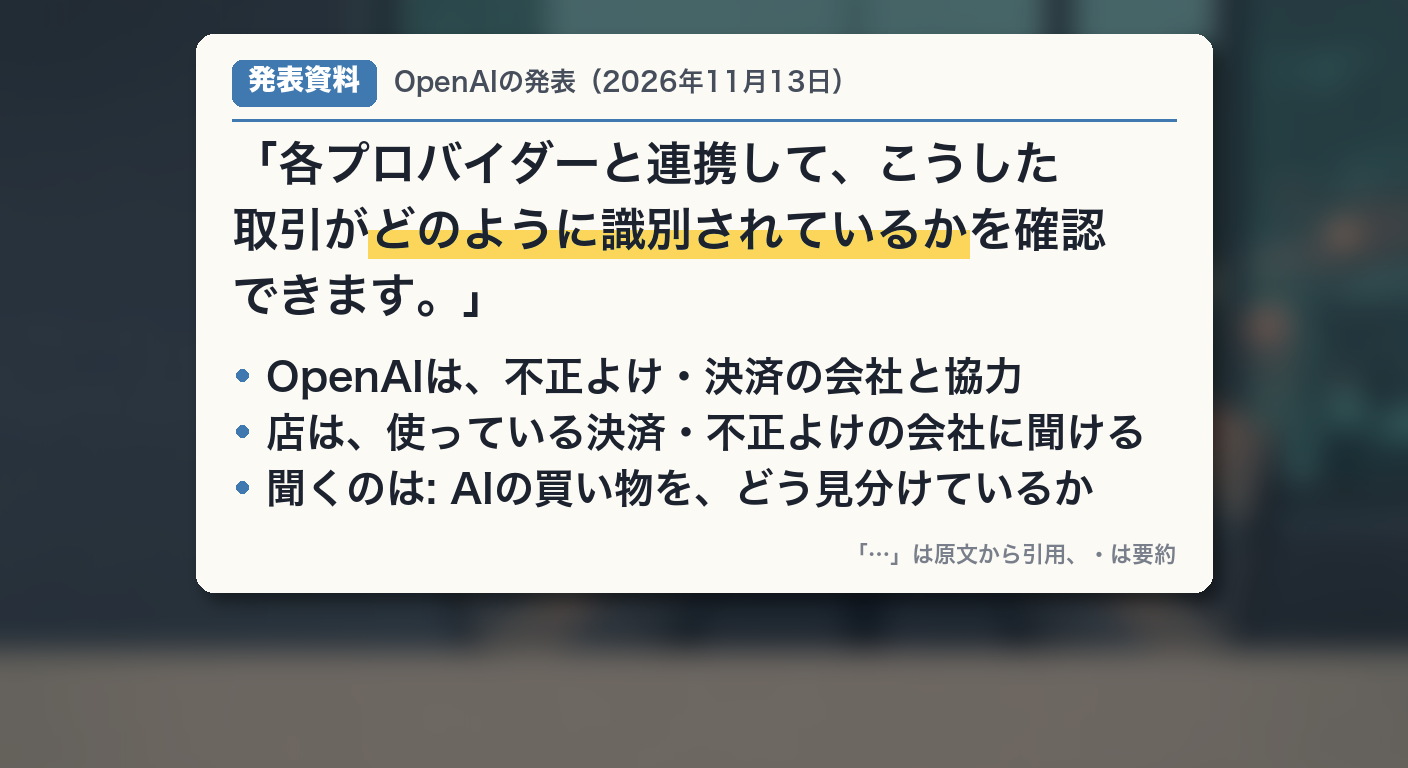 発表資料 OpenAIの発表（2026年11月13日）
「各プロバイダーと連携して、こうした
取引がどのように識別されているかを確認
できます。」
• OpenAIは、不正よけ・決済の会社と協力
• 店は、使っている決済・不正よけの会社に聞ける
• 聞くのは: AIの買い物を、どう見分けているか
「…」は原文から引用、・は要約